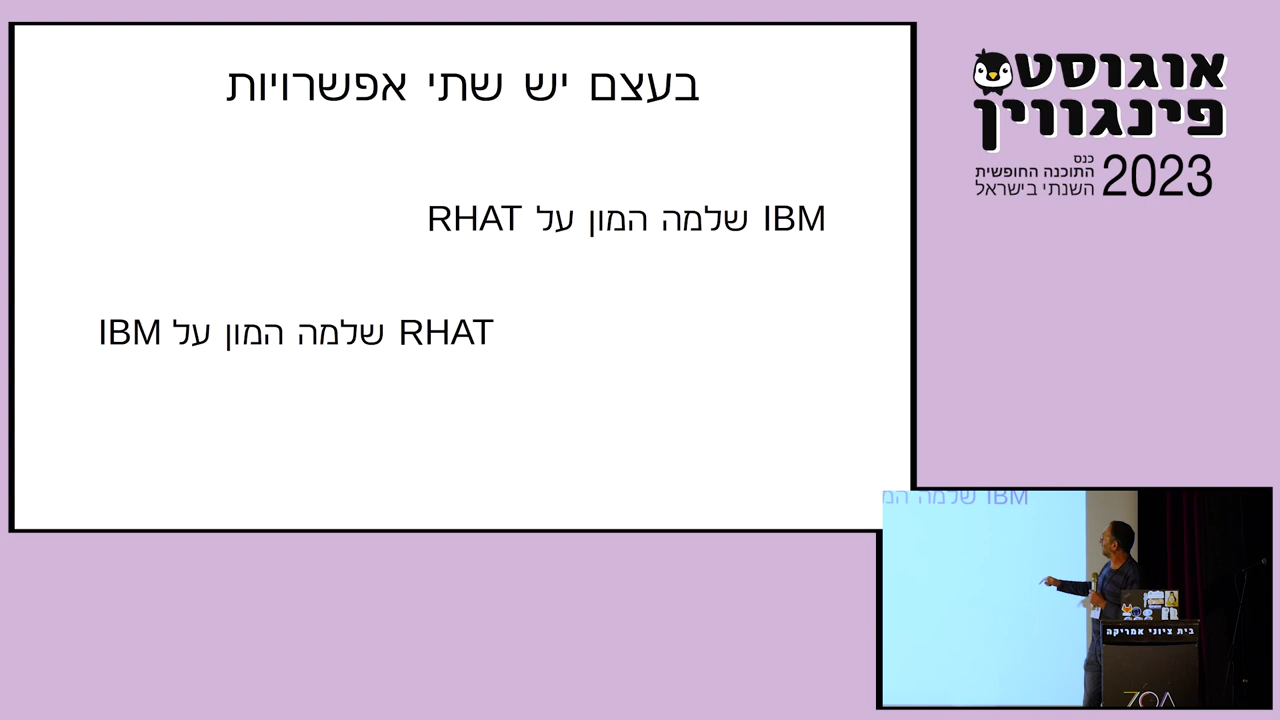 בעצם יש שתי אפשרויות
IBM שלמה המון על RHAT
RHAT שלמה המון על IBM
אוגוסט
פינגווין
2023
כנס
התוכנה החופשית
השנתי בישראל
IBM שלמה המ
בית ציוני אמריקה
ZOA